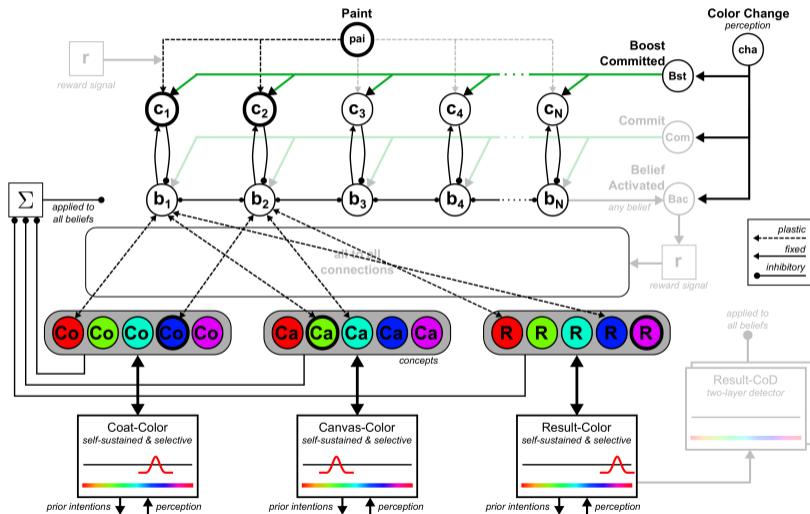 Paint
pai
Color Change
perception
cha
r
reward signal
Boost
Committed
Bst
c1
c2
c3
c4
cN
Commit
Com
Belief
Activated
any belief
Bac
Σ
applied to
all beliefs
b1
b2
b3
b4
bN
plastic
fixed
inhibitory
all to all
connections
r
reward signal
Co Co Co Co Co
Ca Ca Ca Ca Ca
R R R R R
concepts
applied to
all beliefs
Result-CoD
two-layer detector
Coat-Color
self-sustained & selective
Canvas-Color
self-sustained & selective
Result-Color
self-sustained & selective
prior intentions
perception
prior intentions
perception
prior intentions
perception